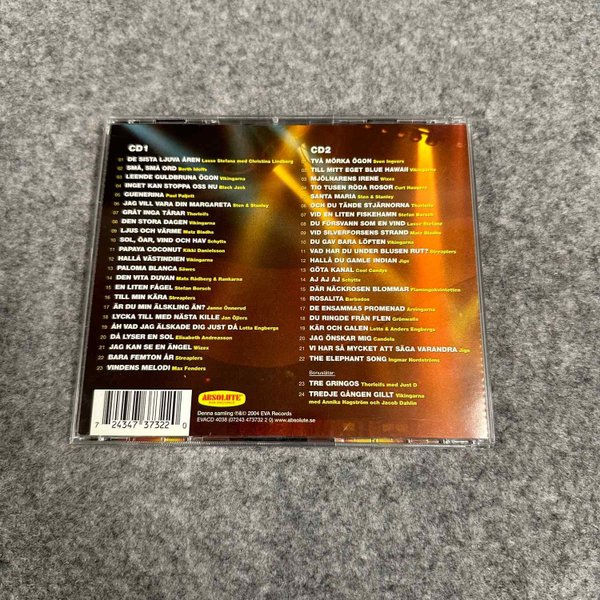 CD1
01 DE SISTA LJUVA ÅREN Lasse Stefanz med Christina Lindberg
02 SMÅ, SMÅ ORD Berth Idoffs
03 LEENDE GULDBRUNA ÖGON Vikingarna
04 INGET KAN STOPPA OSS NU Black Jack
05 GUENERINA Paul Paljett
06 JAG VILL VARA DIN MARGARETA Sten & Stanley
07 GRÅT INGA TÅRAR Thorleifs
08 DEN STORA DAGEN Vikingarna
09 LJUS OCH VÄRME Matz Bladhs
10 SOL, ÖAR, VIND OCH HAV Schytts
11 PAPAYA COCONUT Kikki Danielsson
12 HALLÅ VÄSTINDIEN Vikingarna
13 PALOMA BLANCA Säwes
14 DEN VITA DUVAN Mats Rådberg & Rankarna
15 EN LITEN FÅGEL Stefan Borsch
16 TILL MIN KÄRA Streaplers
17 ÄR DU MIN ÄLSKLING ÄN? Janne Önnerud
18 LYCKA TILL MED NÄSTA KILLE Jan Öjlers
19 ÅH VAD JAG ÄLSKADE DIG JUST DÅ Lotta Engbergs
20 DÅ LYSER EN SOL Elisabeth Andreasson
21 JAG KAN SE EN ÄNGEL Wizex
22 BARA FEMTON ÅR Streaplers
23 VINDENS MELODI Max Fenders
CD2
01 TVÅ MÖRKA ÖGON Sven Ingvars
02 TILL MITT EGET BLUE HAWAII Vikingarna
03 MJÖLNARENS IRENE Wizex
04 TIO TUSEN RÖDA ROSOR Curt Haagers
05 SANTA MARIA Sten & Stanley
06 OCH DU TÄNDE STJÄRNORNA Thorleifs
07 VID EN LITEN FISKEHAMN Stefan Borsch
08 DU FÖRSVANN SOM EN VIND Lasse Stefanz
09 VID SILVERFORSENS STRAND Matz Bladhs
10 DU GAV BARA LÖFTEN Vikingarna
11 VAD HAR DU UNDER BLUSEN RUT? Streaplers
12 HALLÅ DU GAMLE INDIAN Jigs
13 GÖTA KANAL Cool Candys
14 AJ AJ AJ Schytts
15 DÄR NÄCKROSEN BLOMMAR Flamingokvintetten
16 ROSALITA Barbados
17 DE ENSAMMAS PROMENAD Arvingarna
18 DU RINGDE FRÅN FLEN Grönwalls
19 KÄR OCH GALEN Lotta & Anders Engbergs
20 JAG ÖNSKAR MIG Candela
21 VI HAR SÅ MYCKET ATT SÄGA VARANDRA Jigs
22 THE ELEPHANT SONG Ingmar Nordströms
Bonuslåtar:
23 TRE GRINGOS Thorleifs med Just D
24 TREDJE GÅNGEN GILLT Vikingarna
med Annika Hagström och Jacob Dahlin
ABSOLUTE
Denna samling ℗&© 2004 EVA Records
EVACD 4038 (07243 473732 2 0) www.absolute.se
7 24347 37322 0